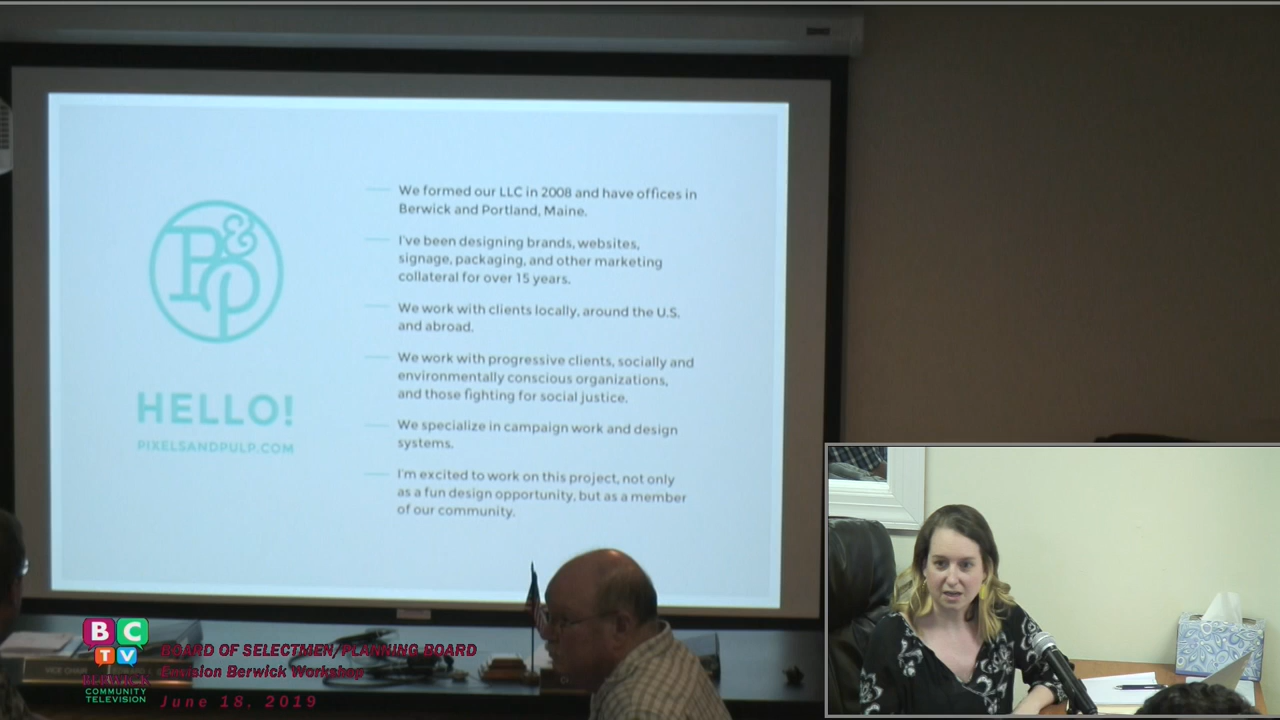 We formed our LLC in 2008 and have offices in
Berwick and Portland, Maine.
I've been designing brands, websites,
signage, packaging, and other marketing
collateral for over 15 years.
We work with clients locally, around the U.S.
and abroad.
We work with progressive clients, socially and
environmentally conscious organizations,
and those fighting for social justice.
We specialize in campaign work and design
systems.
I'm excited to work on this project, not only
as a fun design opportunity, but as a member
of our community.
P&P
HELLO!
PIXELSANDPULP.COM
VICE CHAIR
BCTV
BERWICK
COMMUNITY
TELEVISION
BOARD OF SELECTMEN/PLANNING BOARD
Envision Berwick Workshop
June 18, 2019